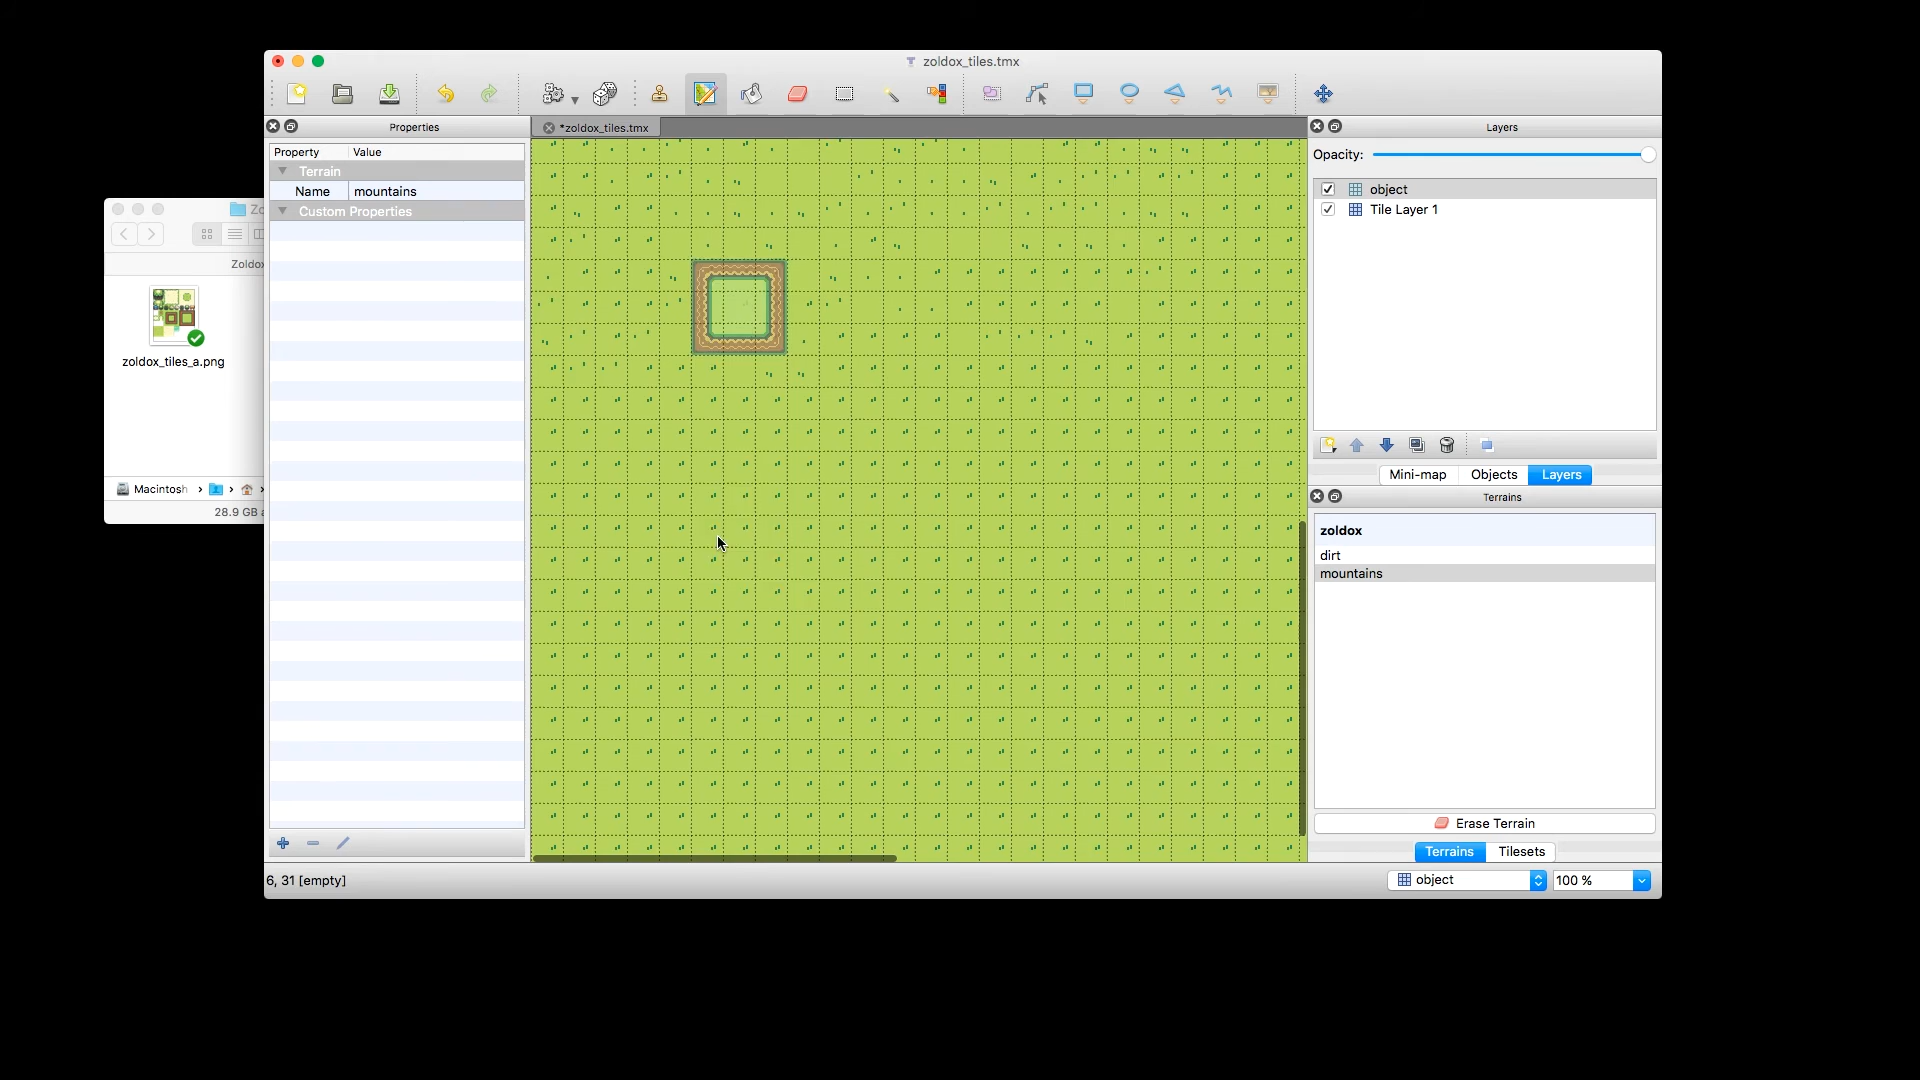 zoldox_tiles.tmx
Properties
*zoldox_tiles.tmx
Layers
Property Value
Opacity:
Terrain
Name mountains
Custom Properties
object
Tile Layer 1
Zoldox
zoldox_tiles_a.png
Macintosh
28.9 GB
Mini-map Objects Layers
Terrains
zoldox
dirt
mountains
Erase Terrain
Terrains Tilesets
6, 31 [empty]
object 100 %